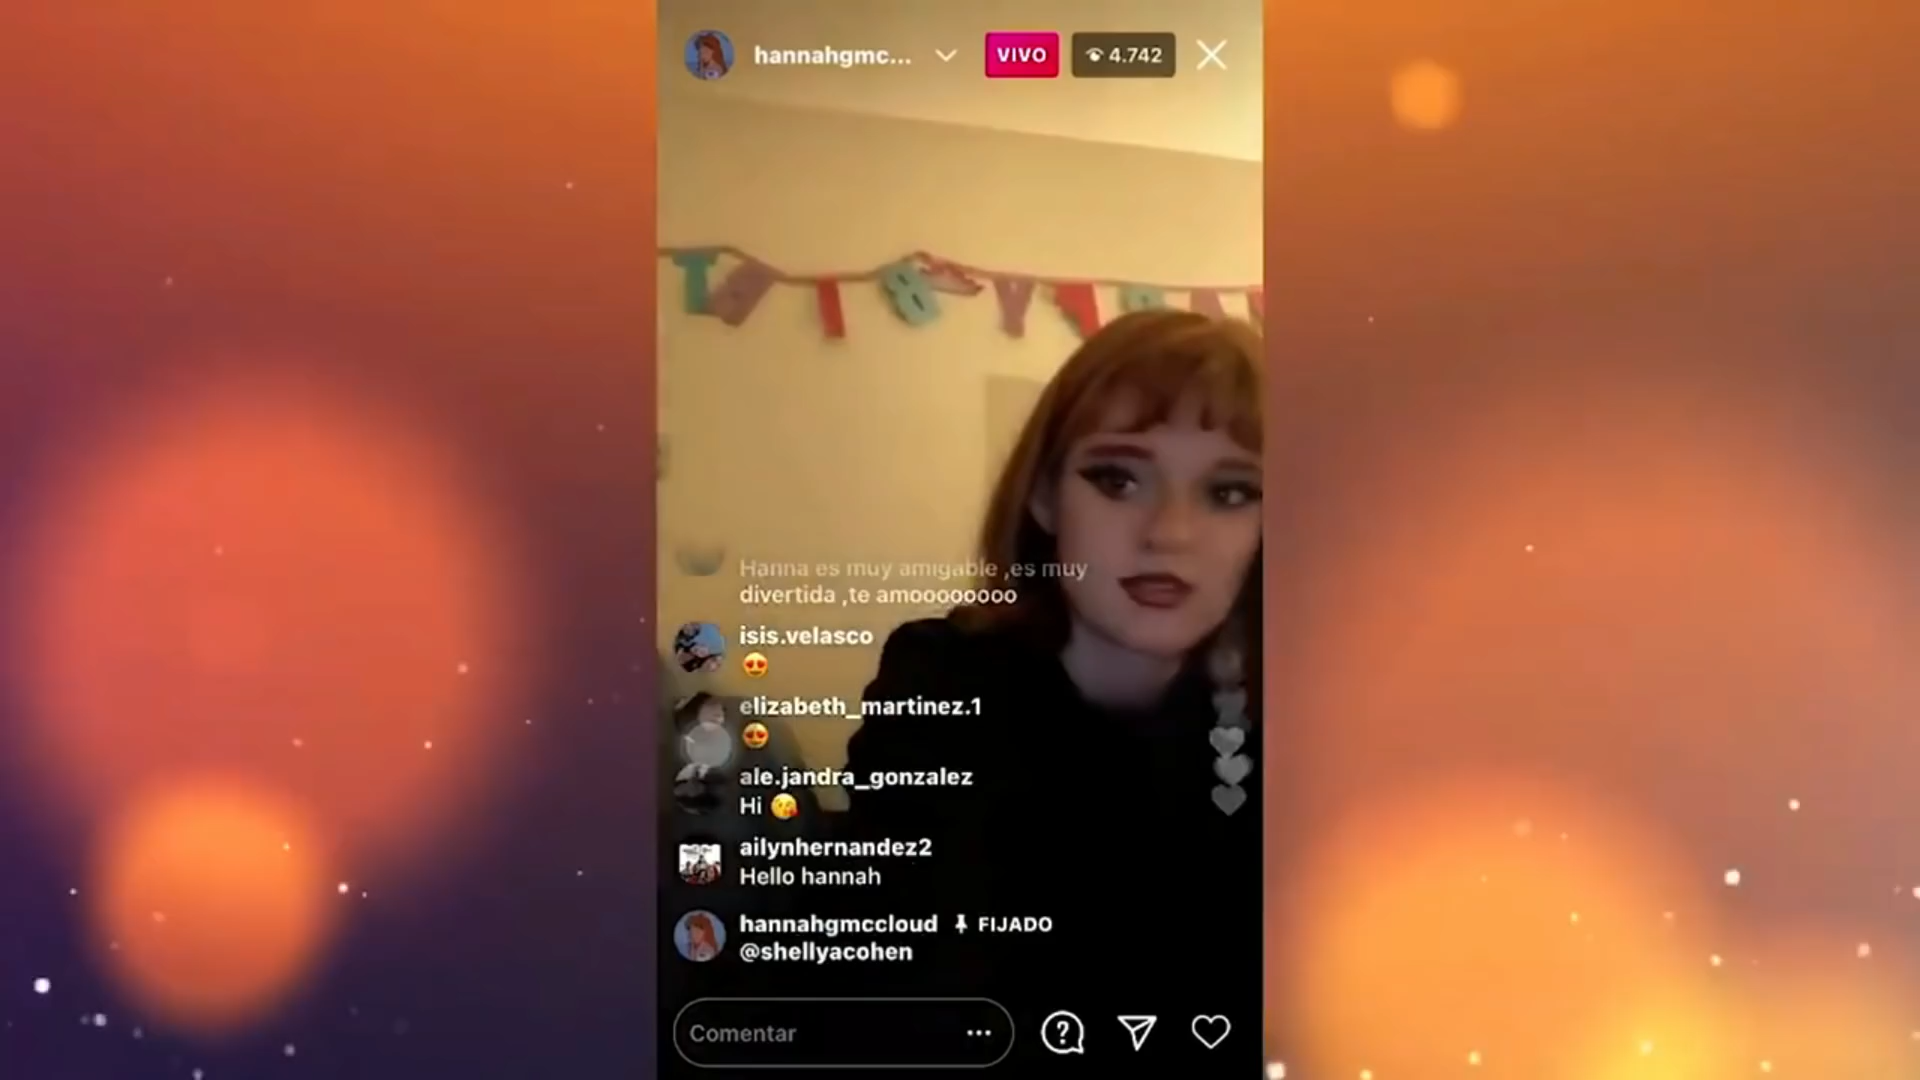 hannahgmc...
VIVO
4.742
Hanna es muy amigable ,es muy
divertida ,te amoooooooo
isis.velasco
😍
elizabeth_martinez.1
😍
ale.jandra_gonzalez
Hi 😘
ailynhernandez2
Hello hannah
hannahgmccloud FIJADO
@shellyacohen
Comentar